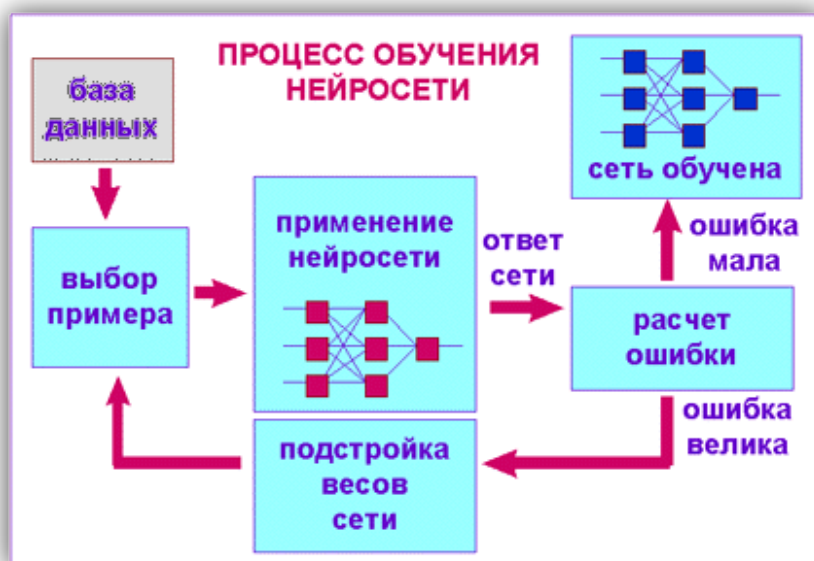 ПРОЦЕСС ОБУЧЕНИЯ
НЕЙРОСЕТИ
база
данных
выбор
примера
применение
нейросети
ответ
сети
расчет
ошибки
ошибка
мала
сеть обучена
ошибка
велика
подстройка
весов
сети